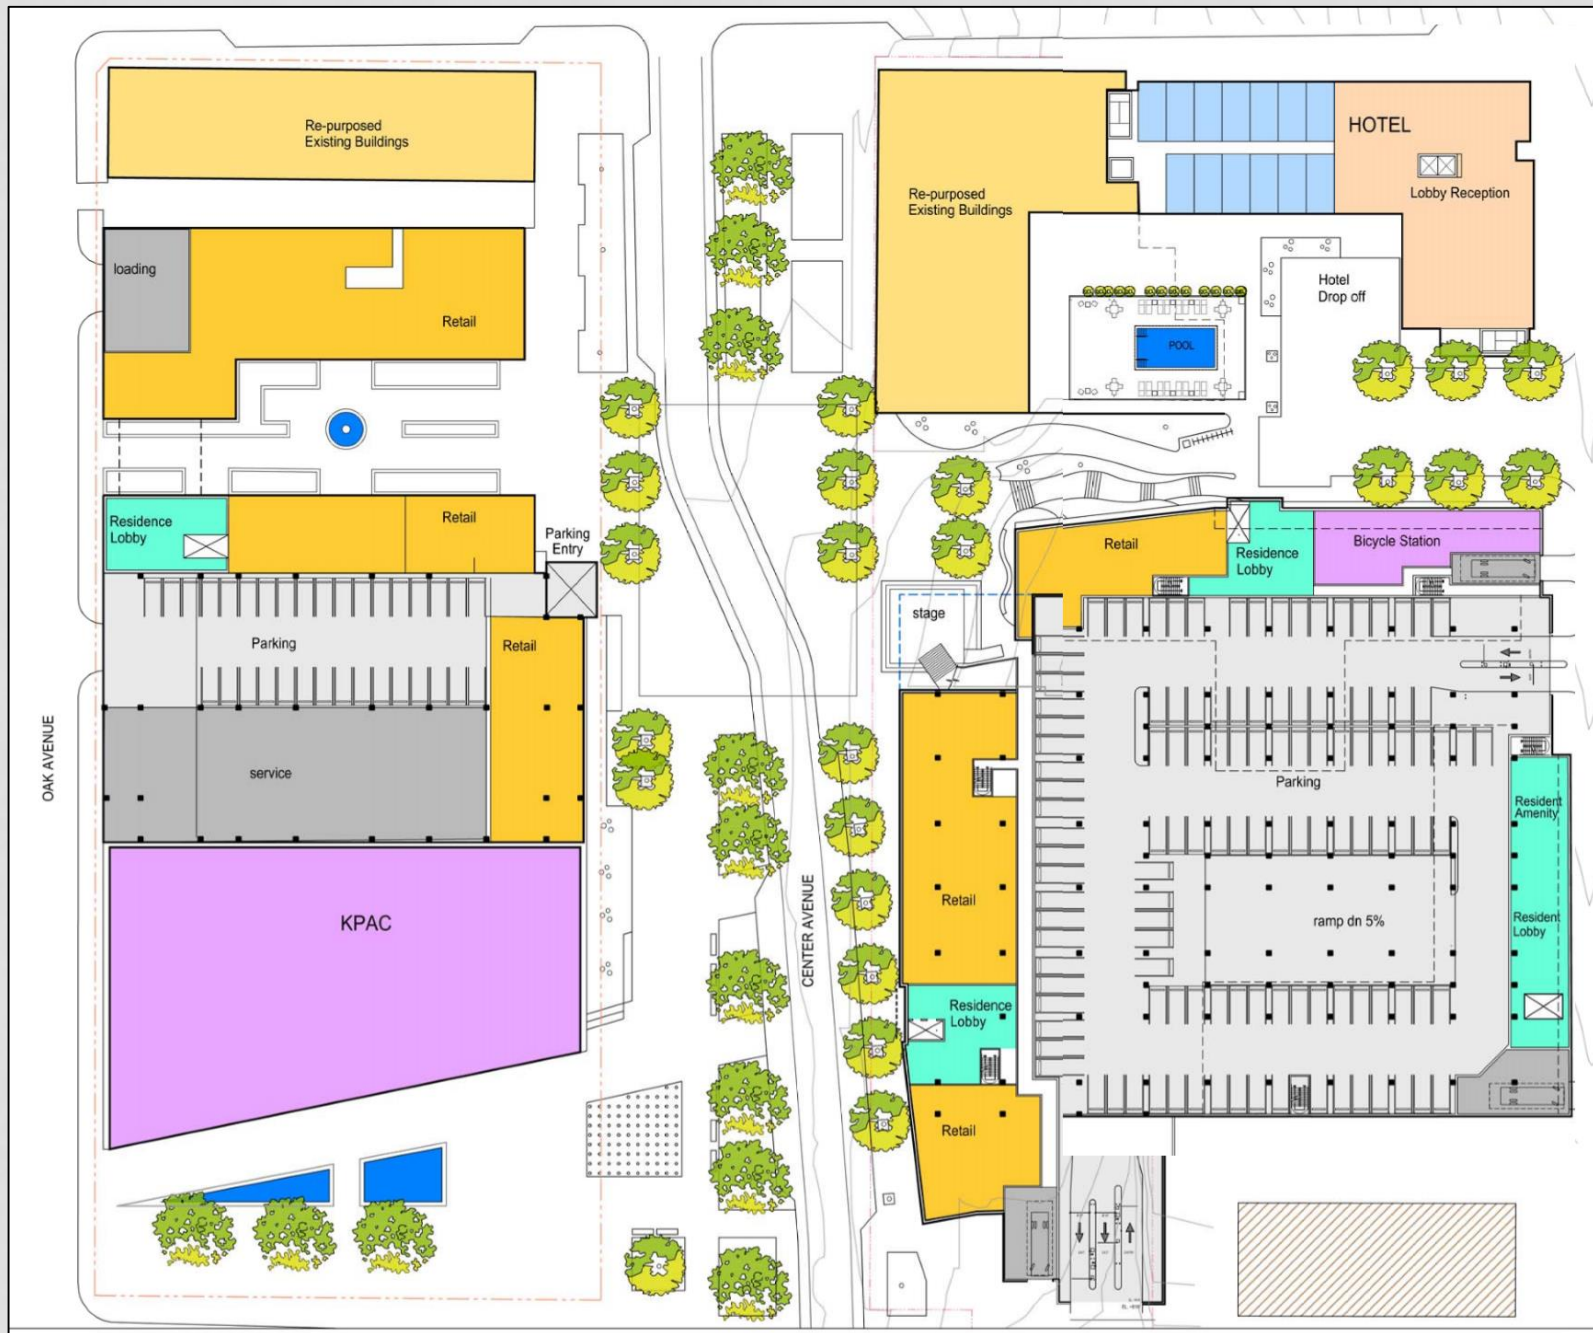 Re-purposed
Existing Buildings
HOTEL
Lobby Reception
Re-purposed
Existing Buildings
loading
Retail
Hotel
Drop off
POOL
Residence
Lobby
Retail
Parking
Entry
Retail
Residence
Lobby
Bicycle Station
stage
Parking
Retail
OAK AVENUE
service
Parking
Resident
Amenity
KPAC
CENTER AVENUE
Retail
ramp dn 5%
Resident
Lobby
Residence
Lobby
Retail